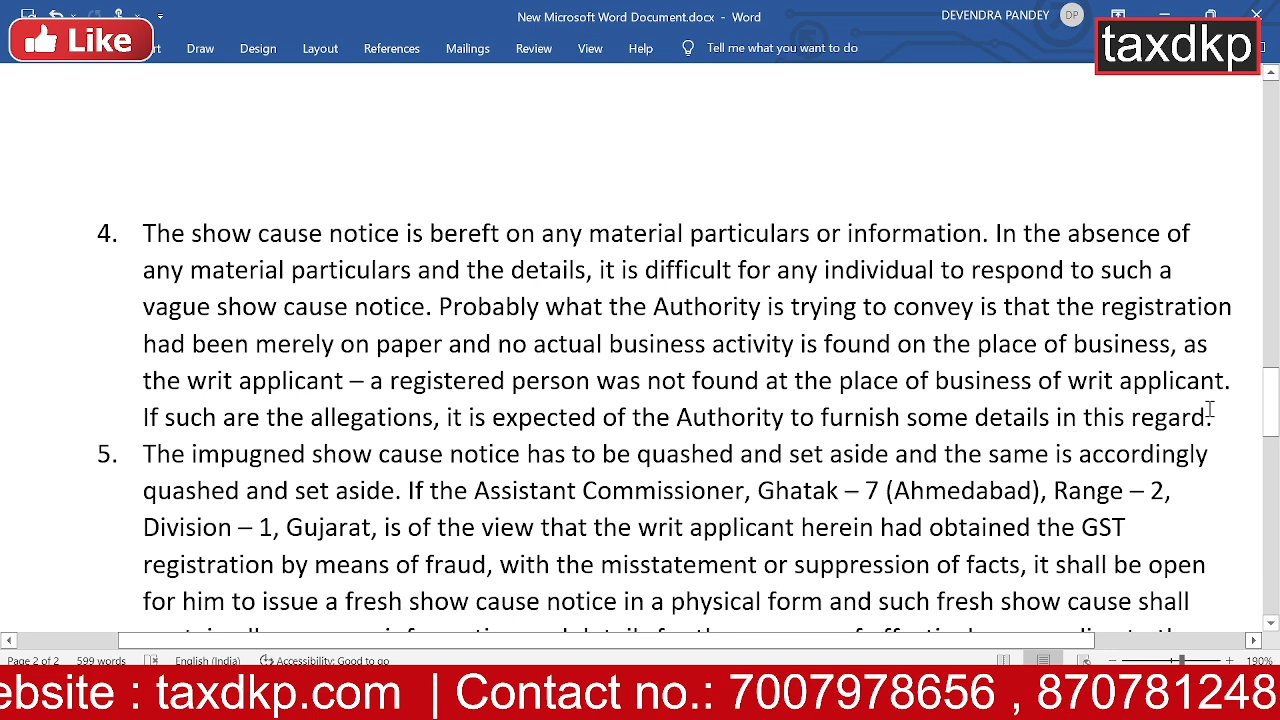 New Microsoft Word Document.docx - Word
DEVENDRA PANDEY DP
Like
taxdkp
Draw Design Layout References Mailings Review View Help Tell me what you want to do
4. The show cause notice is bereft on any material particulars or information. In the absence of
any material particulars and the details, it is difficult for any individual to respond to such a
vague show cause notice. Probably what the Authority is trying to convey is that the registration
had been merely on paper and no actual business activity is found on the place of business, as
the writ applicant – a registered person was not found at the place of business of writ applicant.
If such are the allegations, it is expected of the Authority to furnish some details in this regard.
5. The impugned show cause notice has to be quashed and set aside and the same is accordingly
quashed and set aside. If the Assistant Commissioner, Ghatak – 7 (Ahmedabad), Range – 2,
Division – 1, Gujarat, is of the view that the writ applicant herein had obtained the GST
registration by means of fraud, with the misstatement or suppression of facts, it shall be open
for him to issue a fresh show cause notice in a physical form and such fresh show cause shall
Page 2 of 2 599 words English (India) Accessibility: Good to go 190%
ebsite : taxdkp.com | Contact no.: 7007978656 , 870781248